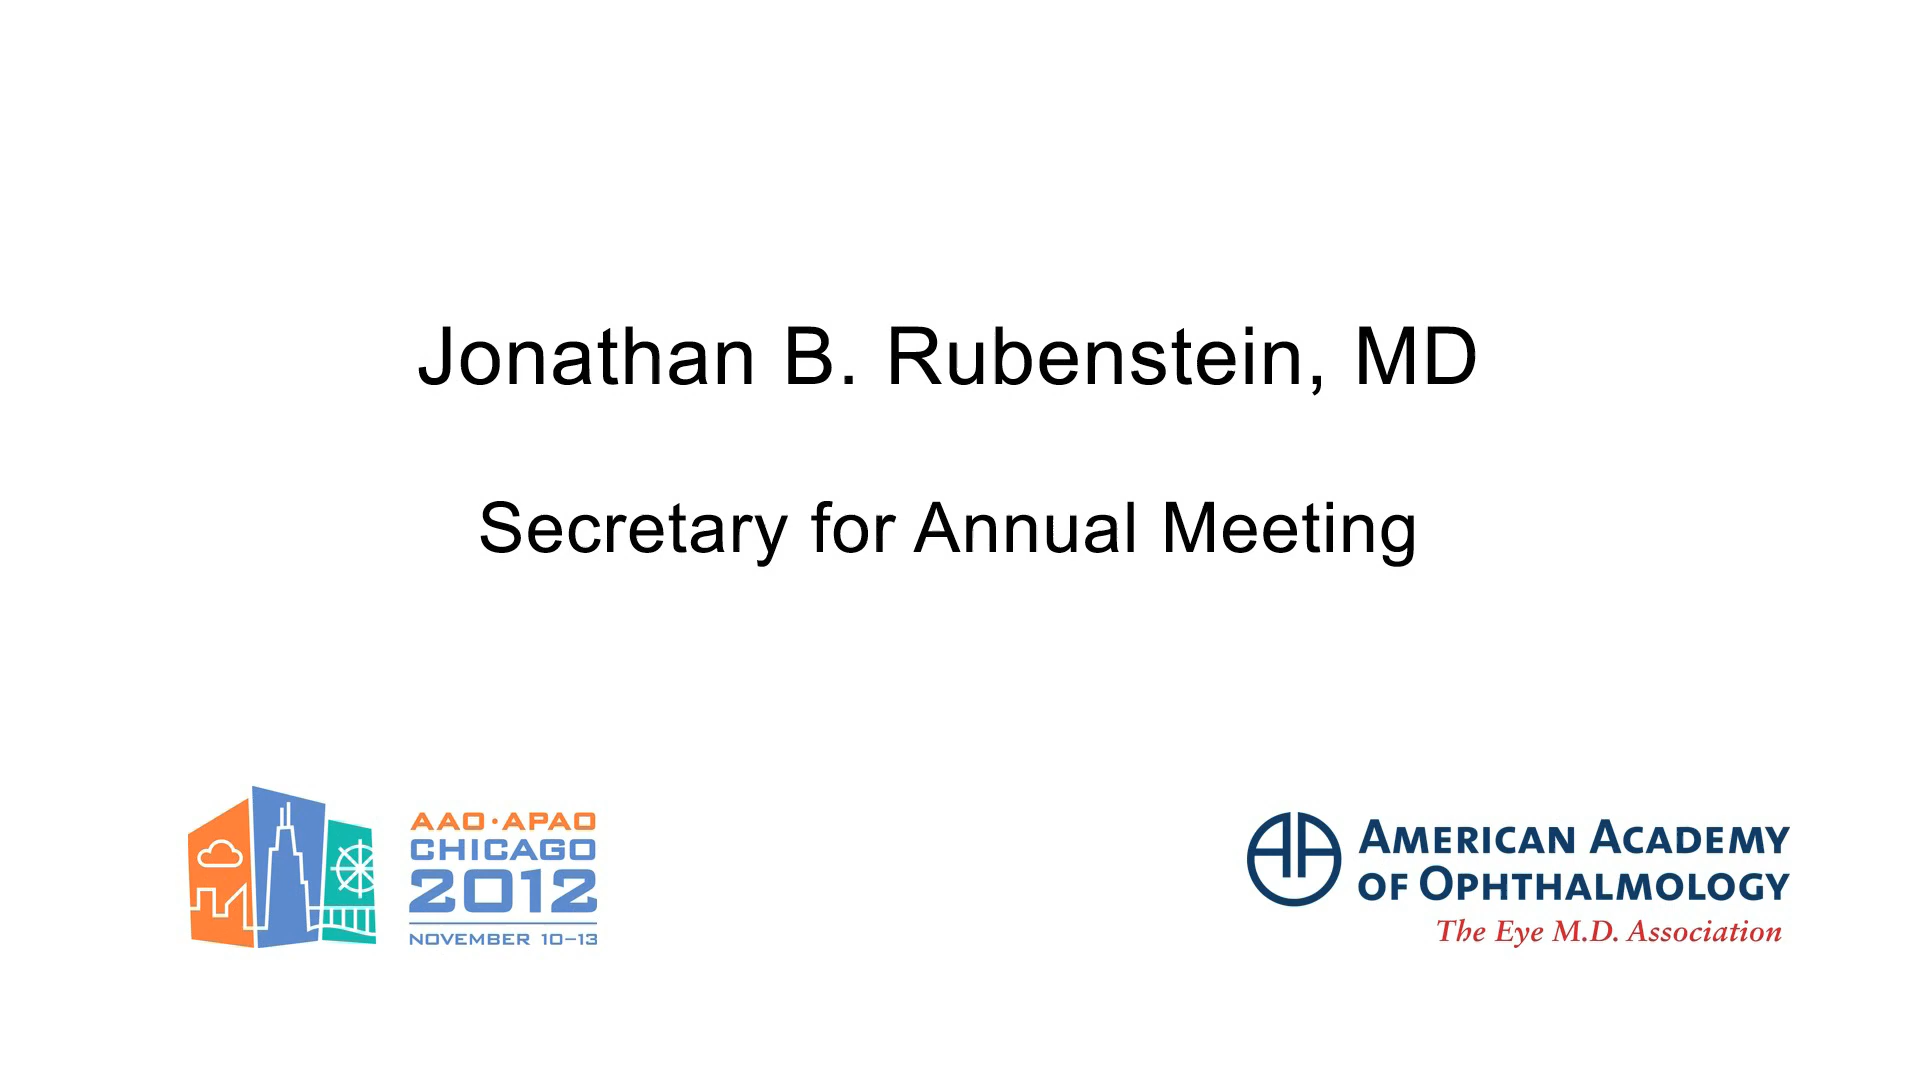 Jonathan B. Rubenstein, MD
Secretary for Annual Meeting
AAO·APAO
CHICAGO
2012
NOVEMBER 10–13
AMERICAN ACADEMY
OF OPHTHALMOLOGY
The Eye M.D. Association